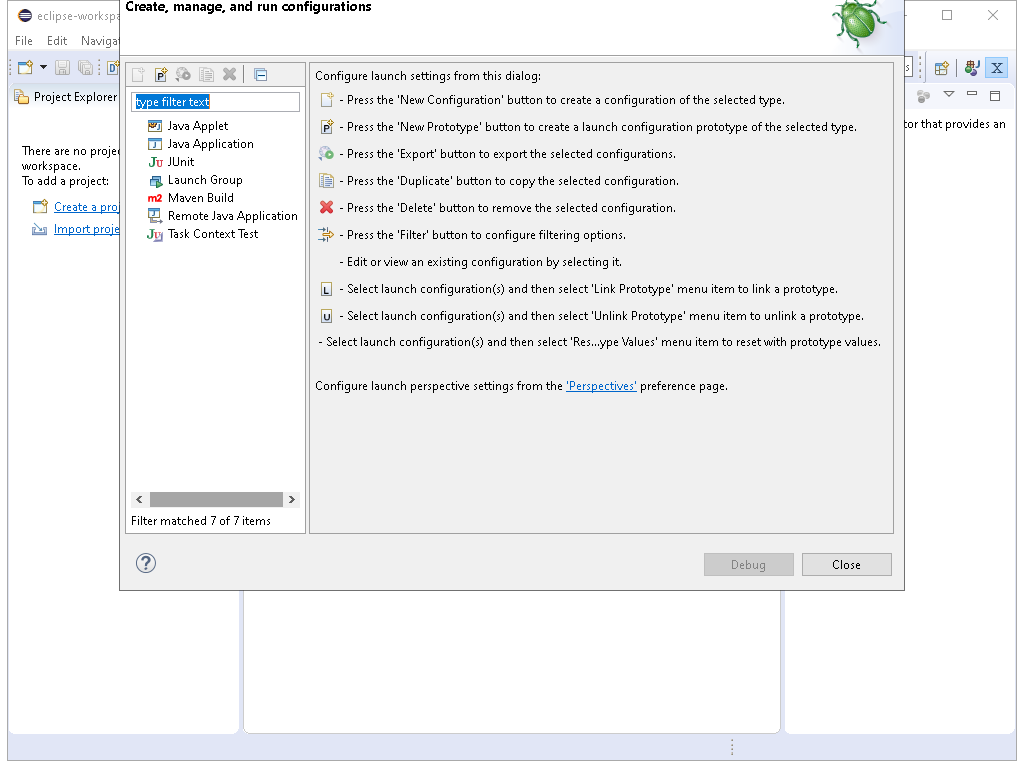 eclipse-workspa
Create, manage, and run configurations
File Edit Navigat
Project Explorer
There are no projec
workspace.
To add a project:
Create a proj
Import proje
type filter text
Java Applet
Java Application
JUnit
Launch Group
Maven Build
Remote Java Application
Task Context Test
Filter matched 7 of 7 items
Configure launch settings from this dialog:
- Press the 'New Configuration' button to create a configuration of the selected type.
- Press the 'New Prototype' button to create a launch configuration prototype of the selected type.
- Press the 'Export' button to export the selected configurations.
- Press the 'Duplicate' button to copy the selected configuration.
- Press the 'Delete' button to remove the selected configuration.
- Press the 'Filter' button to configure filtering options.
- Edit or view an existing configuration by selecting it.
- Select launch configuration(s) and then select 'Link Prototype' menu item to link a prototype.
- Select launch configuration(s) and then select 'Unlink Prototype' menu item to unlink a prototype.
- Select launch configuration(s) and then select 'Res...ype Values' menu item to reset with prototype values.
Configure launch perspective settings from the 'Perspectives' preference page.
tor that provides an
Debug
Close